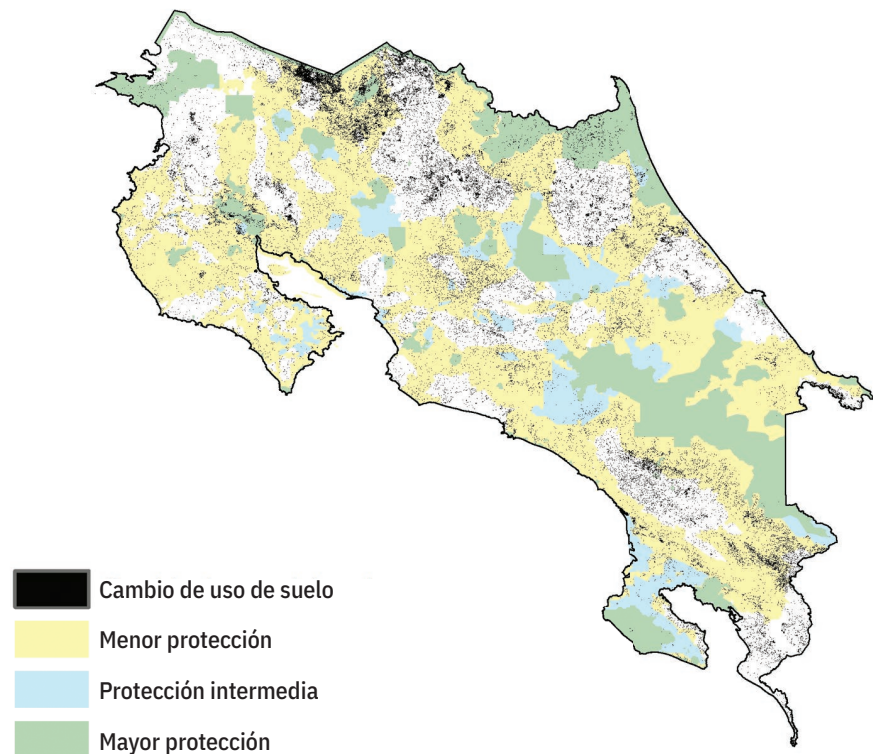 Cambio de uso de suelo
Menor protección
Protección intermedia
Mayor protección